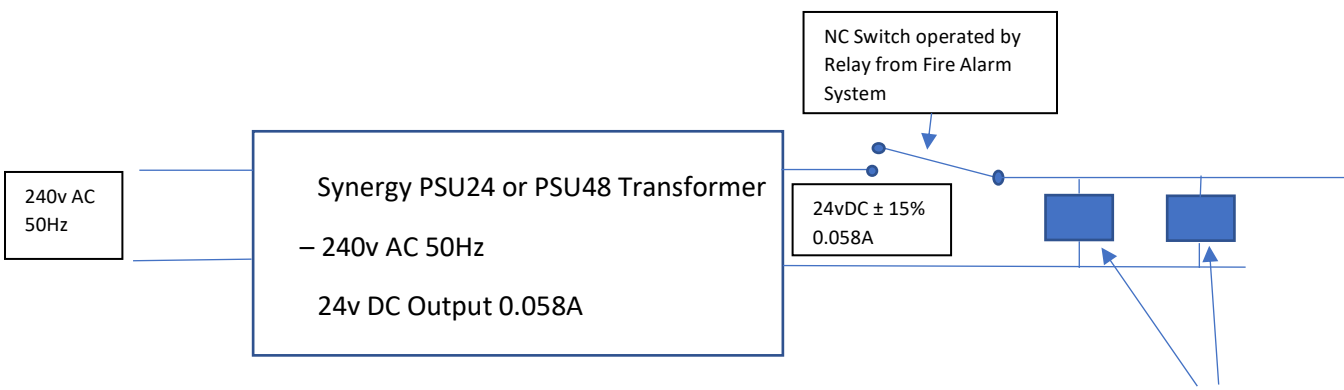 NC Switch operated by
Relay from Fire Alarm
System
240v AC
50Hz
Synergy PSU24 or PSU48 Transformer
– 240v AC 50Hz
24v DC Output 0.058A
24vDC ± 15%
0.058A